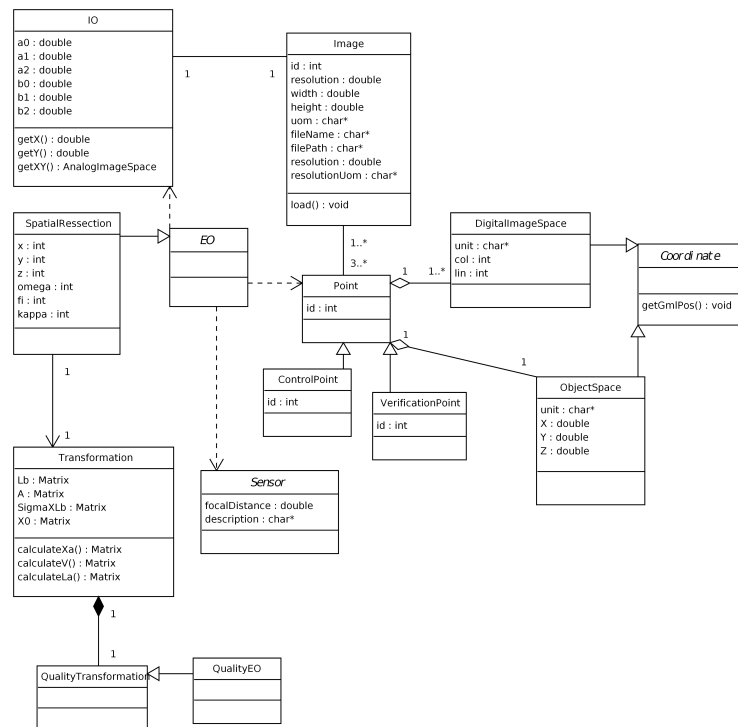 IO
a0 : double
a1 : double
a2 : double
b0 : double
b1 : double
b2 : double
getX() : double
getY() : double
getXY() : AnalogImageSpace
1
1
Image
id : int
resolution : double
width : double
height : double
uom : char*
fileName : char*
filePath : char*
resolution : double
resolutionUom : char*
load() : void
SpatialRessection
x : int
y : int
z : int
omega : int
fi : int
kappa : int
EO
1..*
3..*
DigitalImageSpace
unit : char*
col : int
lin : int
Coordinate
getGmlPos() : void
Point
id : int
1
1..*
1
1
ControlPoint
id : int
VerificationPoint
id : int
ObjectSpace
unit : char*
X : double
Y : double
Z : double
1
1
Transformation
Lb : Matrix
A : Matrix
SigmaXLb : Matrix
X0 : Matrix
calculateXa() : Matrix
calculateV() : Matrix
calculateLa() : Matrix
Sensor
focalDistance : double
description : char*
1
1
QualityTransformation
QualityEO